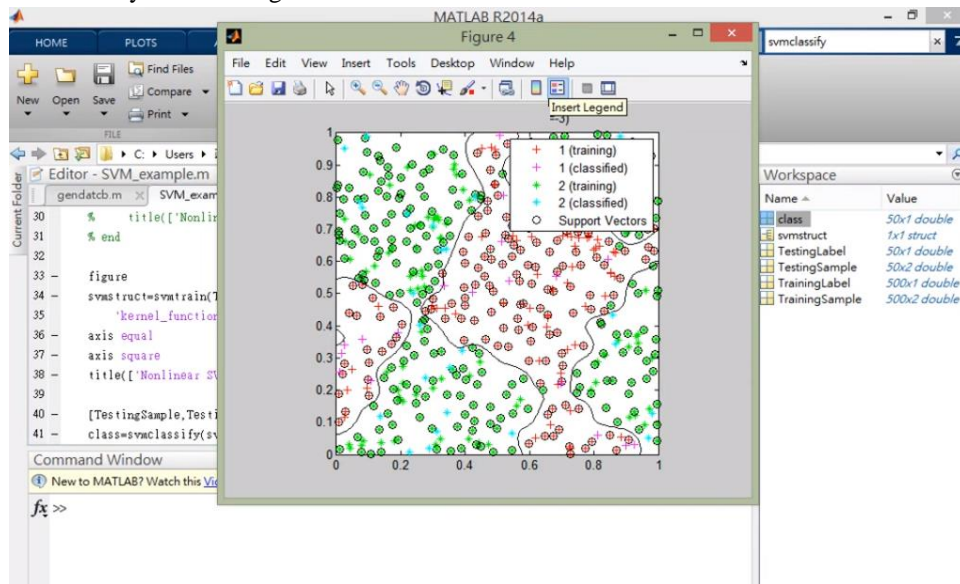 MATLAB R2014a
HOME
PLOTS
svmclassify
New
Open
Save
Find Files
Compare
Print
FILE
C: ▸ Users ▸
Editor - SVM_example.m
gendatcb.m
SVM_exam
Current Folder
30 % title(['Nonlin
31 % end
32
33 – figure
34 – svmstruct=svmtrain(T
35 'kernel_function
36 – axis equal
37 – axis square
38 – title(['Nonlinear SV
39
40 – [TestingSample,Testi
41 – class=svmclassify(sv
Command Window
New to MATLAB? Watch this Vid
fx >>
Figure 4
File Edit View Insert Tools Desktop Window Help
Insert Legend
=-3)
1 (training)
1 (classified)
2 (training)
2 (classified)
Support Vectors
1
0.9
0.8
0.7
0.6
0.5
0.4
0.3
0.2
0.1
0
0 0.2 0.4 0.6 0.8 1
Workspace
Name Value
class 50x1 double
svmstruct 1x1 struct
TestingLabel 50x1 double
TestingSample 50x2 double
TrainingLabel 500x1 double
TrainingSample 500x2 double